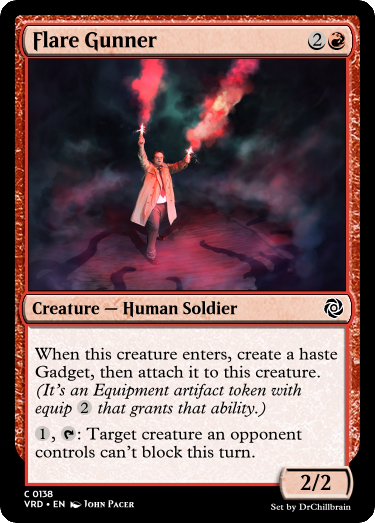 Flare Gunner 2
Creature — Human Soldier
When this creature enters, create a haste
Gadget, then attach it to this creature.
(It's an Equipment artifact token with
equip 2 that grants that ability.)
1, : Target creature an opponent
controls can't block this turn.
2/2
C 0138
VRD • EN John Pacer
Set by DrChillbrain